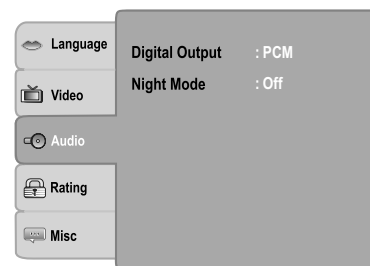 Language
Video
Audio
Rating
Misc
Digital Output : PCM
Night Mode : Off